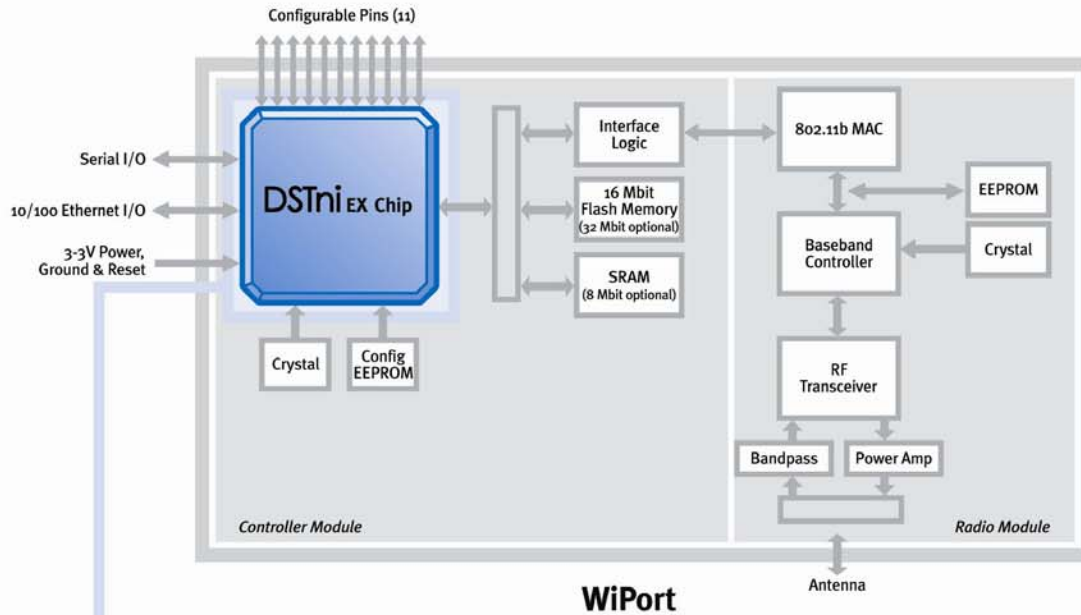 Configurable Pins (11)
Serial I/O
10/100 Ethernet I/O
3-3V Power,
Ground & Reset
DSTni EX Chip
Crystal
Config
EEPROM
Interface
Logic
16 Mbit
Flash Memory
(32 Mbit optional)
SRAM
(8 Mbit optional)
Controller Module
802.11b MAC
EEPROM
Baseband
Controller
Crystal
RF
Transceiver
Bandpass
Power Amp
Radio Module
Antenna
WiPort